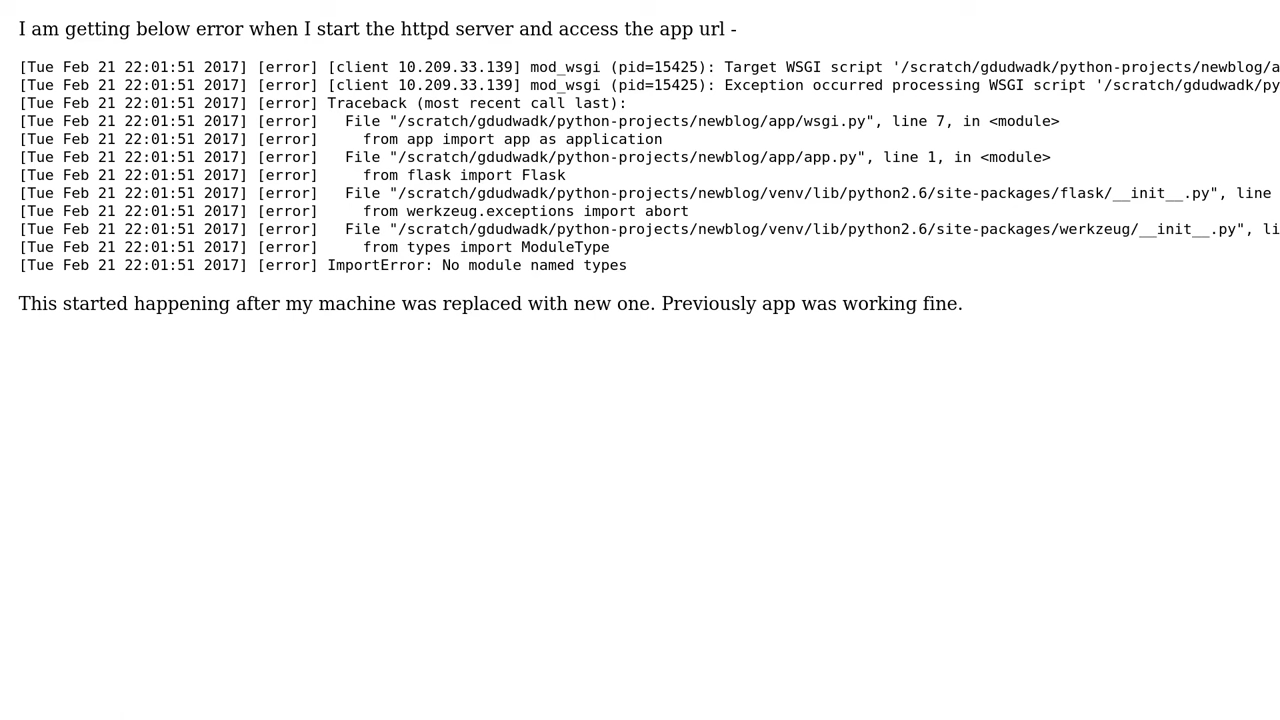 I am getting below error when I start the httpd server and access the app url -
[Tue Feb 21 22:01:51 2017] [error] [client 10.209.33.139] mod_wsgi (pid=15425): Target WSGI script '/scratch/gdudwadk/python-projects/newblog/a
[Tue Feb 21 22:01:51 2017] [error] [client 10.209.33.139] mod_wsgi (pid=15425): Exception occurred processing WSGI script '/scratch/gdudwadk/py
[Tue Feb 21 22:01:51 2017] [error] Traceback (most recent call last):
[Tue Feb 21 22:01:51 2017] [error]   File "/scratch/gdudwadk/python-projects/newblog/app/wsgi.py", line 7, in <module>
[Tue Feb 21 22:01:51 2017] [error]     from app import app as application
[Tue Feb 21 22:01:51 2017] [error]   File "/scratch/gdudwadk/python-projects/newblog/app/app.py", line 1, in <module>
[Tue Feb 21 22:01:51 2017] [error]     from flask import Flask
[Tue Feb 21 22:01:51 2017] [error]   File "/scratch/gdudwadk/python-projects/newblog/venv/lib/python2.6/site-packages/flask/__init__.py", line
[Tue Feb 21 22:01:51 2017] [error]     from werkzeug.exceptions import abort
[Tue Feb 21 22:01:51 2017] [error]   File "/scratch/gdudwadk/python-projects/newblog/venv/lib/python2.6/site-packages/werkzeug/__init__.py", li
[Tue Feb 21 22:01:51 2017] [error]     from types import ModuleType
[Tue Feb 21 22:01:51 2017] [error] ImportError: No module named types
This started happening after my machine was replaced with new one. Previously app was working fine.